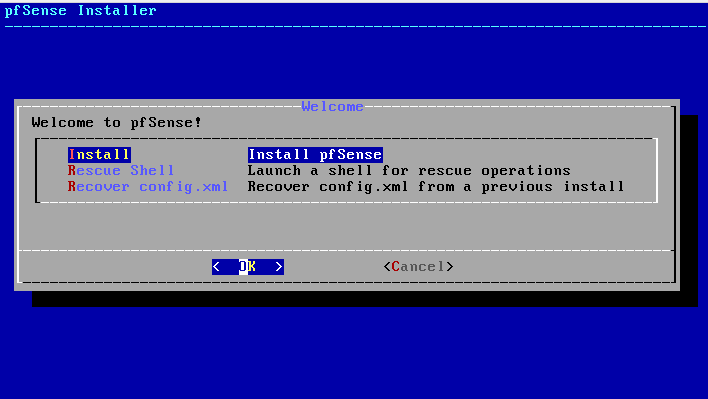 pfSense Installer
Welcome
Welcome to pfSense!
Install Install pfSense
Rescue Shell Launch a shell for rescue operations
Recover config.xml Recover config.xml from a previous install
< OK > <Cancel>